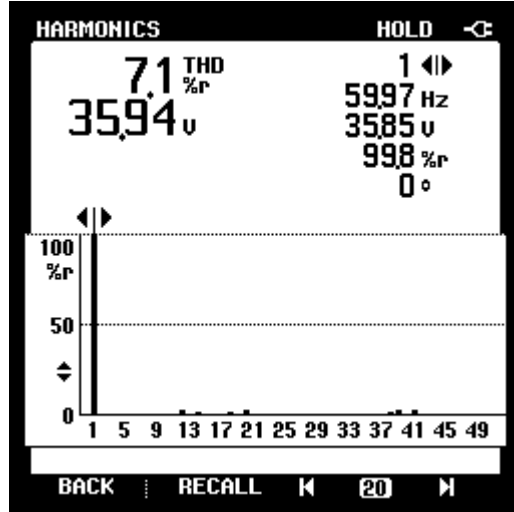 HARMONICS HOLD
7.1 THD %r
35.94 V
1
59.97 Hz
35.85 V
99.8 %r
0 °
100
%r
50
0
1 5 9 13 17 21 25 29 33 37 41 45 49
BACK RECALL 20